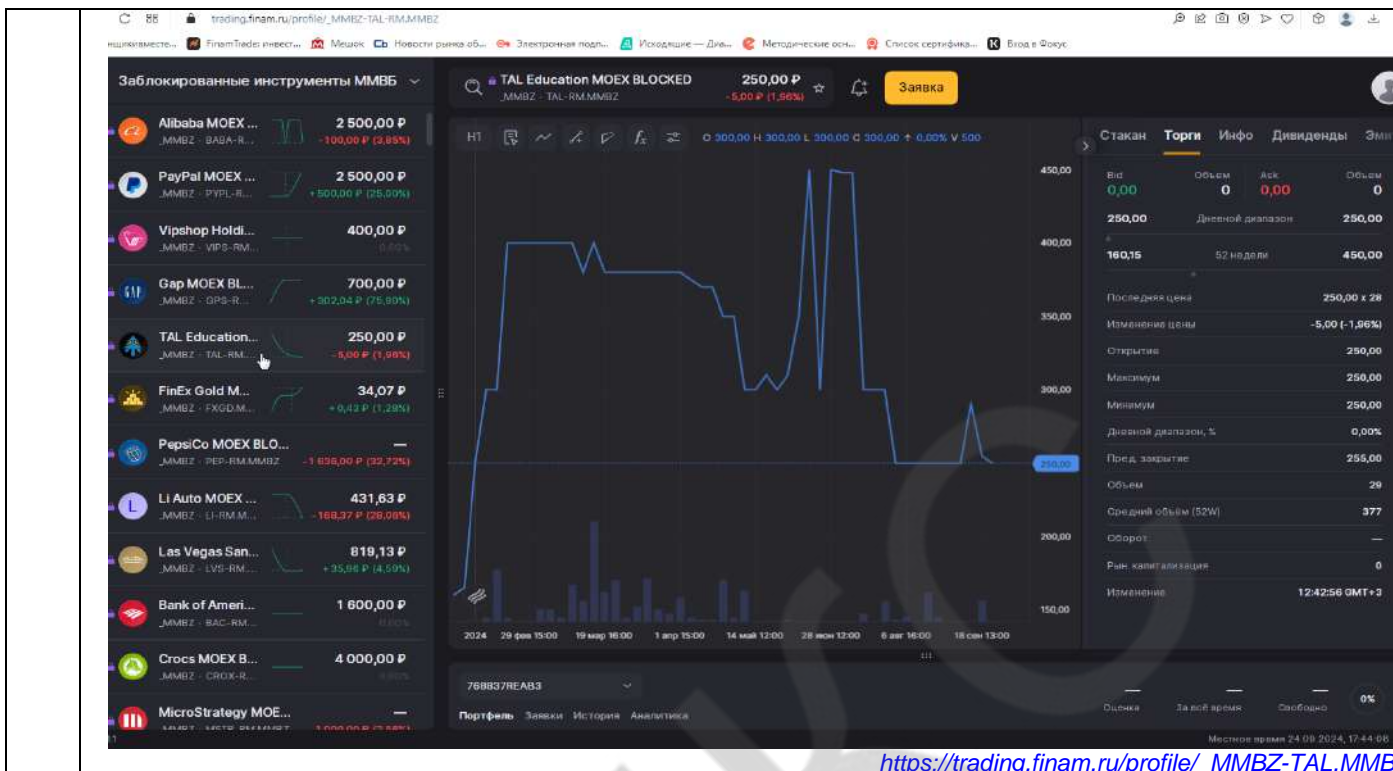 trading.finam.ru/profile/_MMBZ-TAL-RM.MMBZ
FinamTrade: инвест...
Мешок
Новости рынка об...
Электронная подп...
Исходящие — Диа...
Методические осн...
Список сертифика...
Вход в Фокус
Заблокированные инструменты ММВБ
TAL Education MOEX BLOCKED
_MMBZ - TAL-RM.MMBZ
250,00 ₽
-5,00 ₽ (1,96%)
Заявка
Alibaba MOEX ...
2 500,00 ₽
_MMBZ - BABA-R...
-100,00 ₽ (3,85%)
PayPal MOEX ...
2 500,00 ₽
_MMBZ - PYPL-R...
+500,00 ₽ (25,00%)
Vipshop Holdi...
400,00 ₽
_MMBZ - VIPS-RM...
0,00%
Gap MOEX BL...
700,00 ₽
_MMBZ - GPS-R...
+302,04 ₽ (75,90%)
TAL Education...
250,00 ₽
_MMBZ - TAL-RM....
-5,00 ₽ (1,96%)
FinEx Gold M...
34,07 ₽
_MMBZ - FXGD.M...
+0,43 ₽ (1,28%)
PepsiCo MOEX BLO...
—
_MMBZ - PEP-RM.MMBZ
-1 636,00 ₽ (32,72%)
Li Auto MOEX ...
431,63 ₽
_MMBZ - LI-RM.M...
-168,37 ₽ (28,06%)
Las Vegas San...
819,13 ₽
_MMBZ - LVS-RM....
+35,96 ₽ (4,59%)
Bank of Ameri...
1 600,00 ₽
_MMBZ - BAC-RM...
0,00%
Crocs MOEX B...
4 000,00 ₽
_MMBZ - CROX-R...
0,00%
MicroStrategy MOE...
—
H1
O 300,00 H 300,00 L 300,00 C 300,00 + 0,00% V 500
450,00
400,00
350,00
300,00
250,00
200,00
150,00
2024 29 фев 15:00 19 мар 16:00 1 апр 15:00 14 май 12:00 28 июн 12:00 6 авг 16:00 18 сен 13:00
Стакан Торги Инфо Дивиденды Эми
Bid Объем Ask Объем
0,00 0 0,00 0
250,00 Дневной диапазон 250,00
160,15 52 недели 450,00
Последняя цена 250,00 x 28
Изменение цены -5,00 (-1,96%)
Открытие 250,00
Максимум 250,00
Минимум 250,00
Дневной диапазон, % 0,00%
Пред. закрытие 255,00
Объем 29
Средний объём (52W) 377
Оборот —
Рын. капитализация 0
Изменение 12:42:56 GMT+3
768837REAB3
Портфель Заявки История Аналитика
— — —
Оценка За всё время Свободно 0%
Местное время 24.09.2024, 17:44:06
https://trading.finam.ru/profile/_MMBZ-TAL.MMB